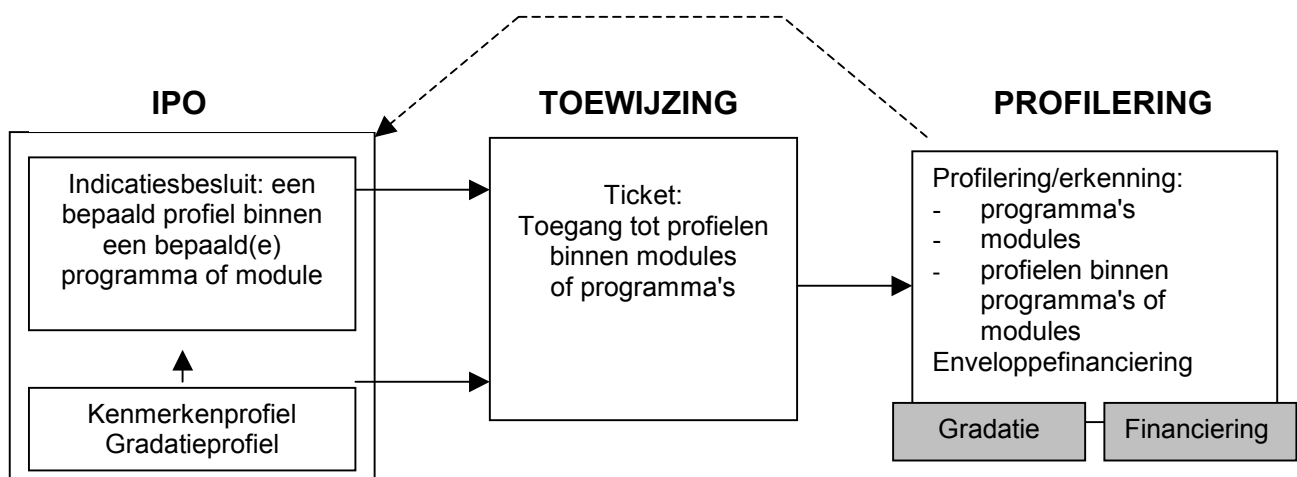 IPO
Indicatiesbesluit: een
bepaald profiel binnen
een bepaald(e)
programma of module
Kenmerkenprofiel
Gradatieprofiel
TOEWIJZING
Ticket:
Toegang tot profielen
binnen modules
of programma's
PROFILERING
Profilering/erkenning:
- programma's
- modules
- profielen binnen
programma's of
modules
Enveloppefinanciering
Gradatie
Financiering